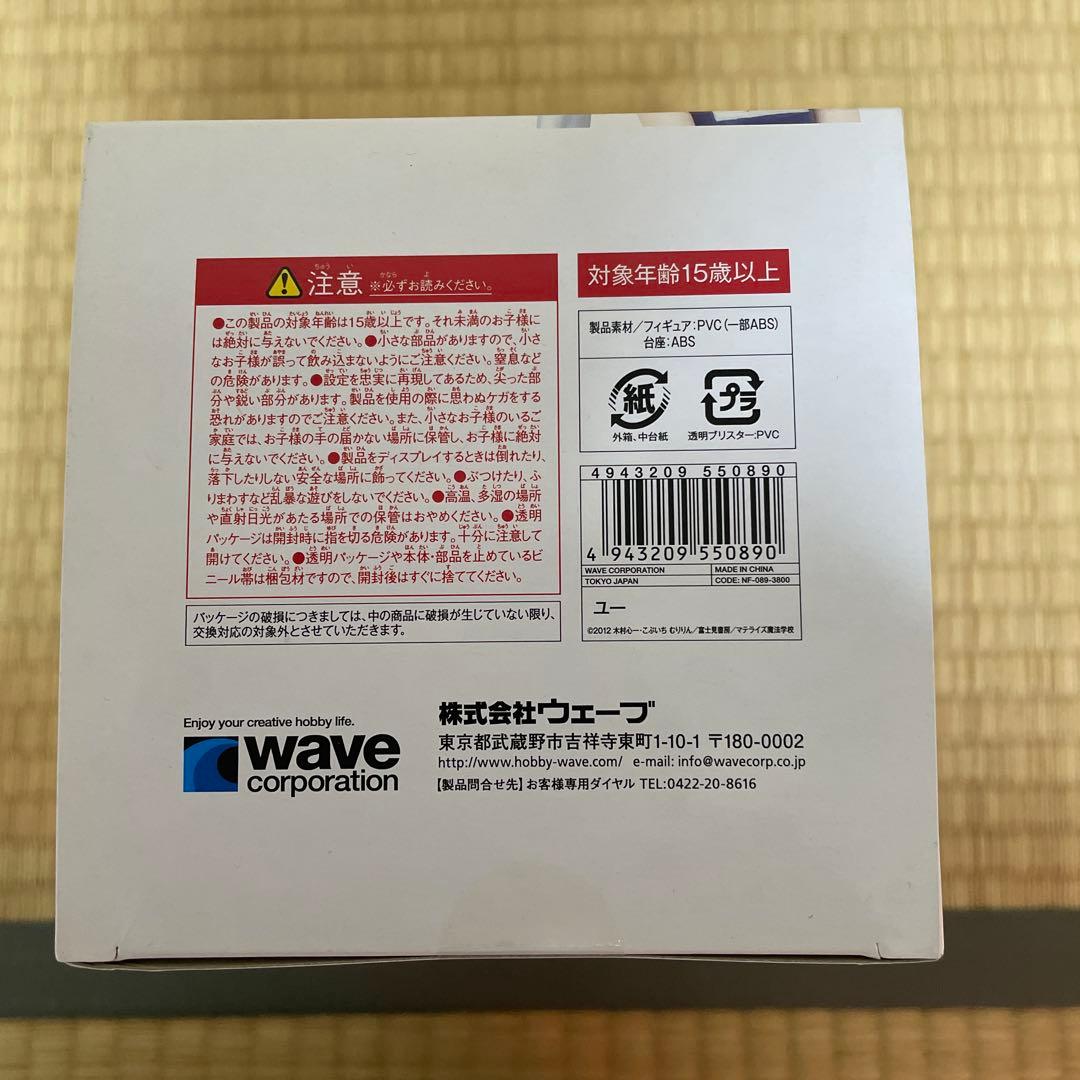 注意 ※必ずお読みください。
●この製品の対象年齢は15歳以上です。それ未満のお子様に
は絶対に与えないでください。●小さな部品がありますので、小さ
なお子様が誤って飲み込まないようにご注意ください。窒息など
の危険があります。●設定を忠実に再現してあるため、尖った部
分や鋭い部分があります。製品を使用の際に思わぬケガをする
恐れがありますのでご注意ください。また、小さなお子様のいるご
家庭では、お子様の手の届かない場所に保管し、お子様に絶対
に与えないでください。●製品をディスプレイするときは倒れたり、
落下したりしない安全な場所に飾ってください。●ぶつけたり、ふ
りまわすなど乱暴な遊びをしないでください。●高温、多湿の場所
や直射日光があたる場所での保管はおやめください。●透明
パッケージは開封時に指を切る危険があります。十分に注意して
開けてください。●透明パッケージや本体・部品を止めているビ
ニール帯は梱包材ですので、開封後はすぐに捨ててください。
パッケージの破損につきましては、中の商品に破損が生じていない限り、
交換対応の対象外とさせていただきます。
対象年齢15歳以上
製品素材/フィギュア:PVC(一部ABS)
台座:ABS
紙
外箱、中台紙
プラ
透明ブリスター:PVC
4943209 550890
4 943209 550890
WAVE CORPORATION
TOKYO JAPAN
MADE IN CHINA
CODE: NF-089-3800
ユー
©2012 木村心一・こぶいち むりりん/富士見書房/マテライズ魔法学校
Enjoy your creative hobby life.
wave
corporation
株式会社ウェーブ
東京都武蔵野市吉祥寺東町1-10-1 〒180-0002
http://www.hobby-wave.com/ e-mail: info@wavecorp.co.jp
【製品問合せ先】お客様専用ダイヤル TEL:0422-20-8616